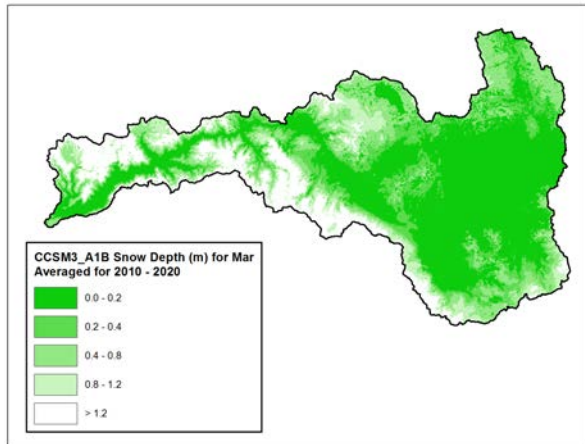 CCSM3_A1B Snow Depth (m) for Mar
Averaged for 2010 - 2020
0.0 - 0.2
0.2 - 0.4
0.4 - 0.8
0.8 - 1.2
> 1.2